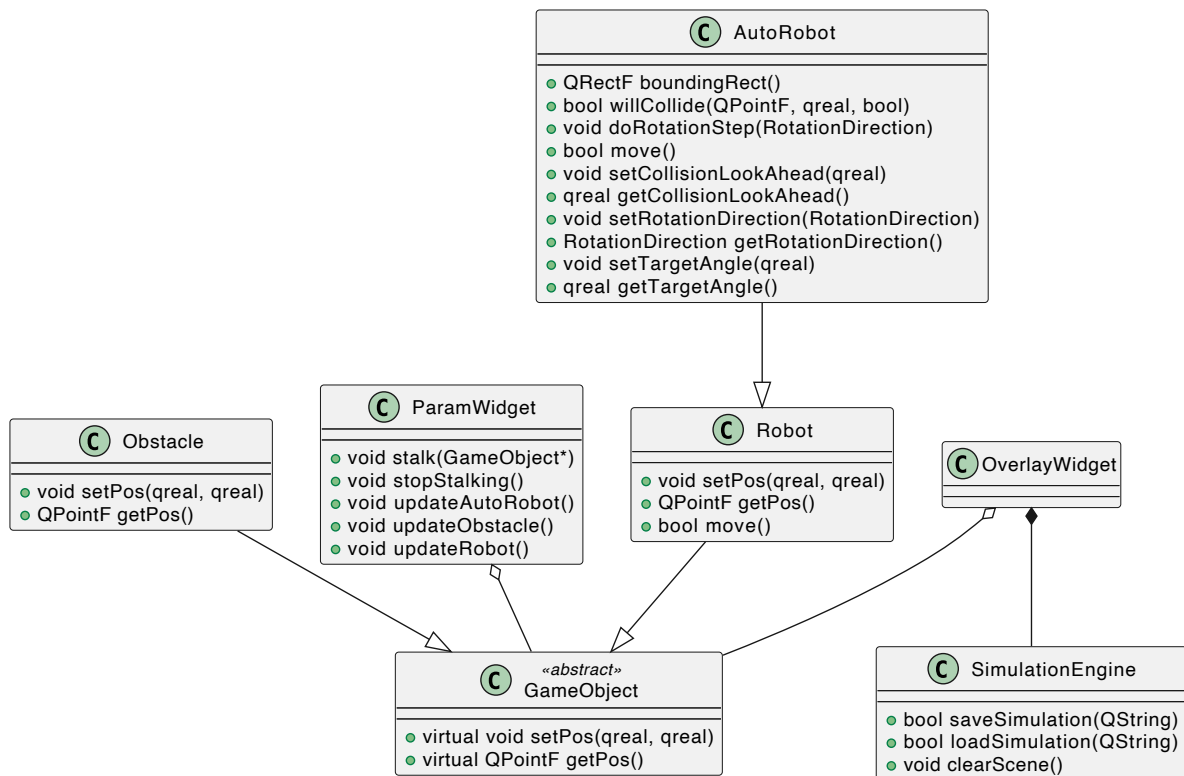 C AutoRobot
QRectF boundingRect()
bool willCollide(QPointF, qreal, bool)
void doRotationStep(RotationDirection)
bool move()
void setCollisionLookAhead(qreal)
qreal getCollisionLookAhead()
void setRotationDirection(RotationDirection)
RotationDirection getRotationDirection()
void setTargetAngle(qreal)
qreal getTargetAngle()
C Obstacle
void setPos(qreal, qreal)
QPointF getPos()
C ParamWidget
void stalk(GameObject*)
void stopStalking()
void updateAutoRobot()
void updateObstacle()
void updateRobot()
C Robot
void setPos(qreal, qreal)
QPointF getPos()
bool move()
C OverlayWidget
C «abstract»
GameObject
virtual void setPos(qreal, qreal)
virtual QPointF getPos()
C SimulationEngine
bool saveSimulation(QString)
bool loadSimulation(QString)
void clearScene()